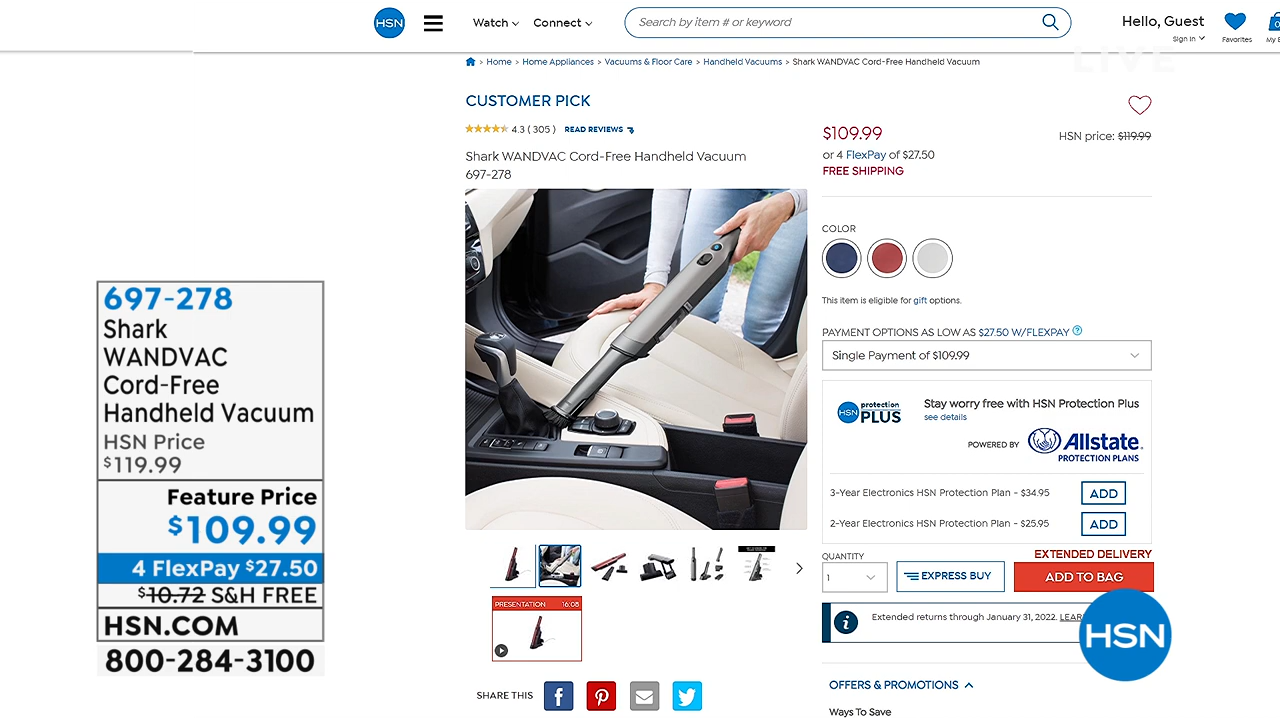 HSN
Watch
Connect
Search by item # or keyword
Hello, Guest
Sign In
Favorites
0
LIVE
> Home > Home Appliances > Vacuums & Floor Care > Handheld Vacuums > Shark WANDVAC Cord-Free Handheld Vacuum
CUSTOMER PICK
4.3 ( 305 ) READ REVIEWS
Shark WANDVAC Cord-Free Handheld Vacuum
697-278
$109.99
HSN price: $119.99
or 4 FlexPay of $27.50
FREE SHIPPING
COLOR
This item is eligible for gift options.
PAYMENT OPTIONS AS LOW AS $27.50 W/FLEXPAY ?
Single Payment of $109.99
HSN protection PLUS
Stay worry free with HSN Protection Plus
see details
POWERED BY Allstate.
PROTECTION PLANS
3-Year Electronics HSN Protection Plan - $34.95 ADD
2-Year Electronics HSN Protection Plan - $25.95 ADD
QUANTITY
EXTENDED DELIVERY
1
EXPRESS BUY
ADD TO BAG
i Extended returns through January 31, 2022.
HSN
OFFERS & PROMOTIONS
Ways To Save
PRESENTATION 16:08
SHARE THIS
697-278
Shark
WANDVAC
Cord-Free
Handheld Vacuum
HSN Price
$119.99
Feature Price
$109.99
4 FlexPay $27.50
$10.72 S&H FREE
HSN.COM
800-284-3100